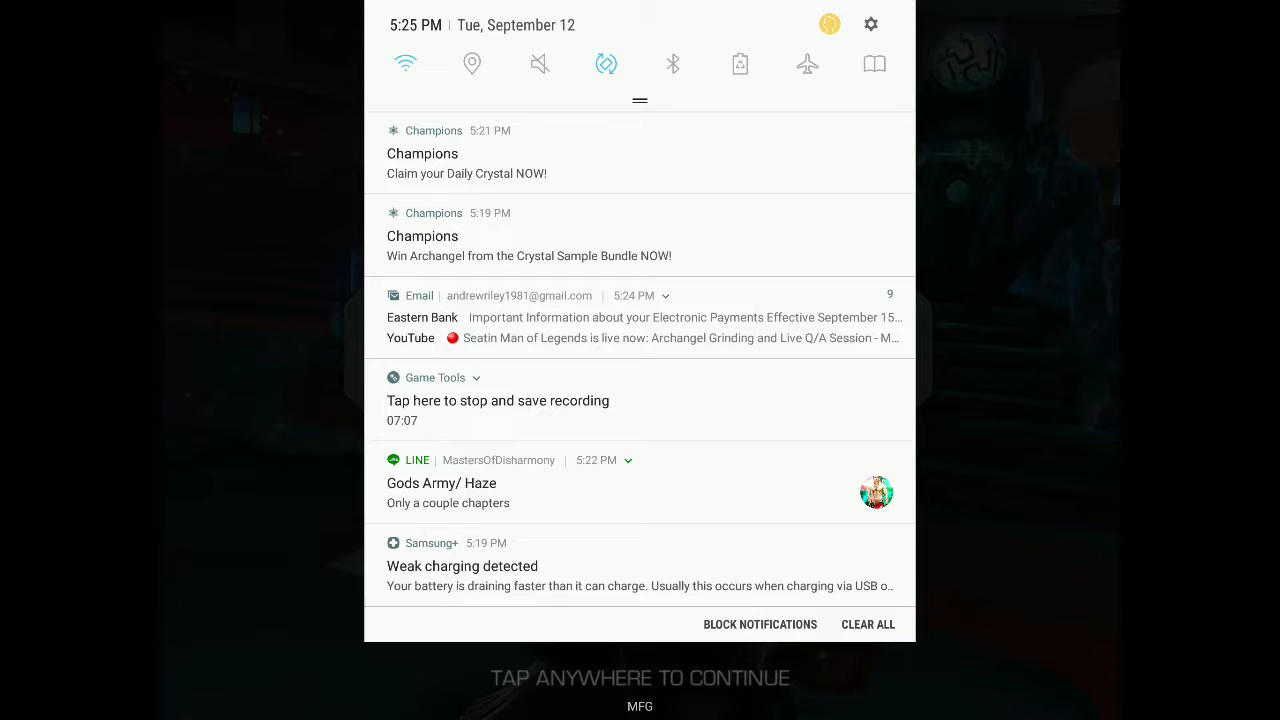 5:25 PM | Tue, September 12
Champions 5:21 PM
Champions
Claim your Daily Crystal NOW!
Champions 5:19 PM
Champions
Win Archangel from the Crystal Sample Bundle NOW!
Email | andrewriley1981@gmail.com | 5:24 PM 9
Eastern Bank Important Information about your Electronic Payments Effective September 15...
YouTube Seatin Man of Legends is live now: Archangel Grinding and Live Q/A Session - M...
Game Tools
Tap here to stop and save recording
07:07
LINE | MastersOfDisharmony | 5:22 PM
Gods Army/ Haze
Only a couple chapters
Samsung+ 5:19 PM
Weak charging detected
Your battery is draining faster than it can charge. Usually this occurs when charging via USB o..
BLOCK NOTIFICATIONS CLEAR ALL
TAP ANYWHERE TO CONTINUE
MFG